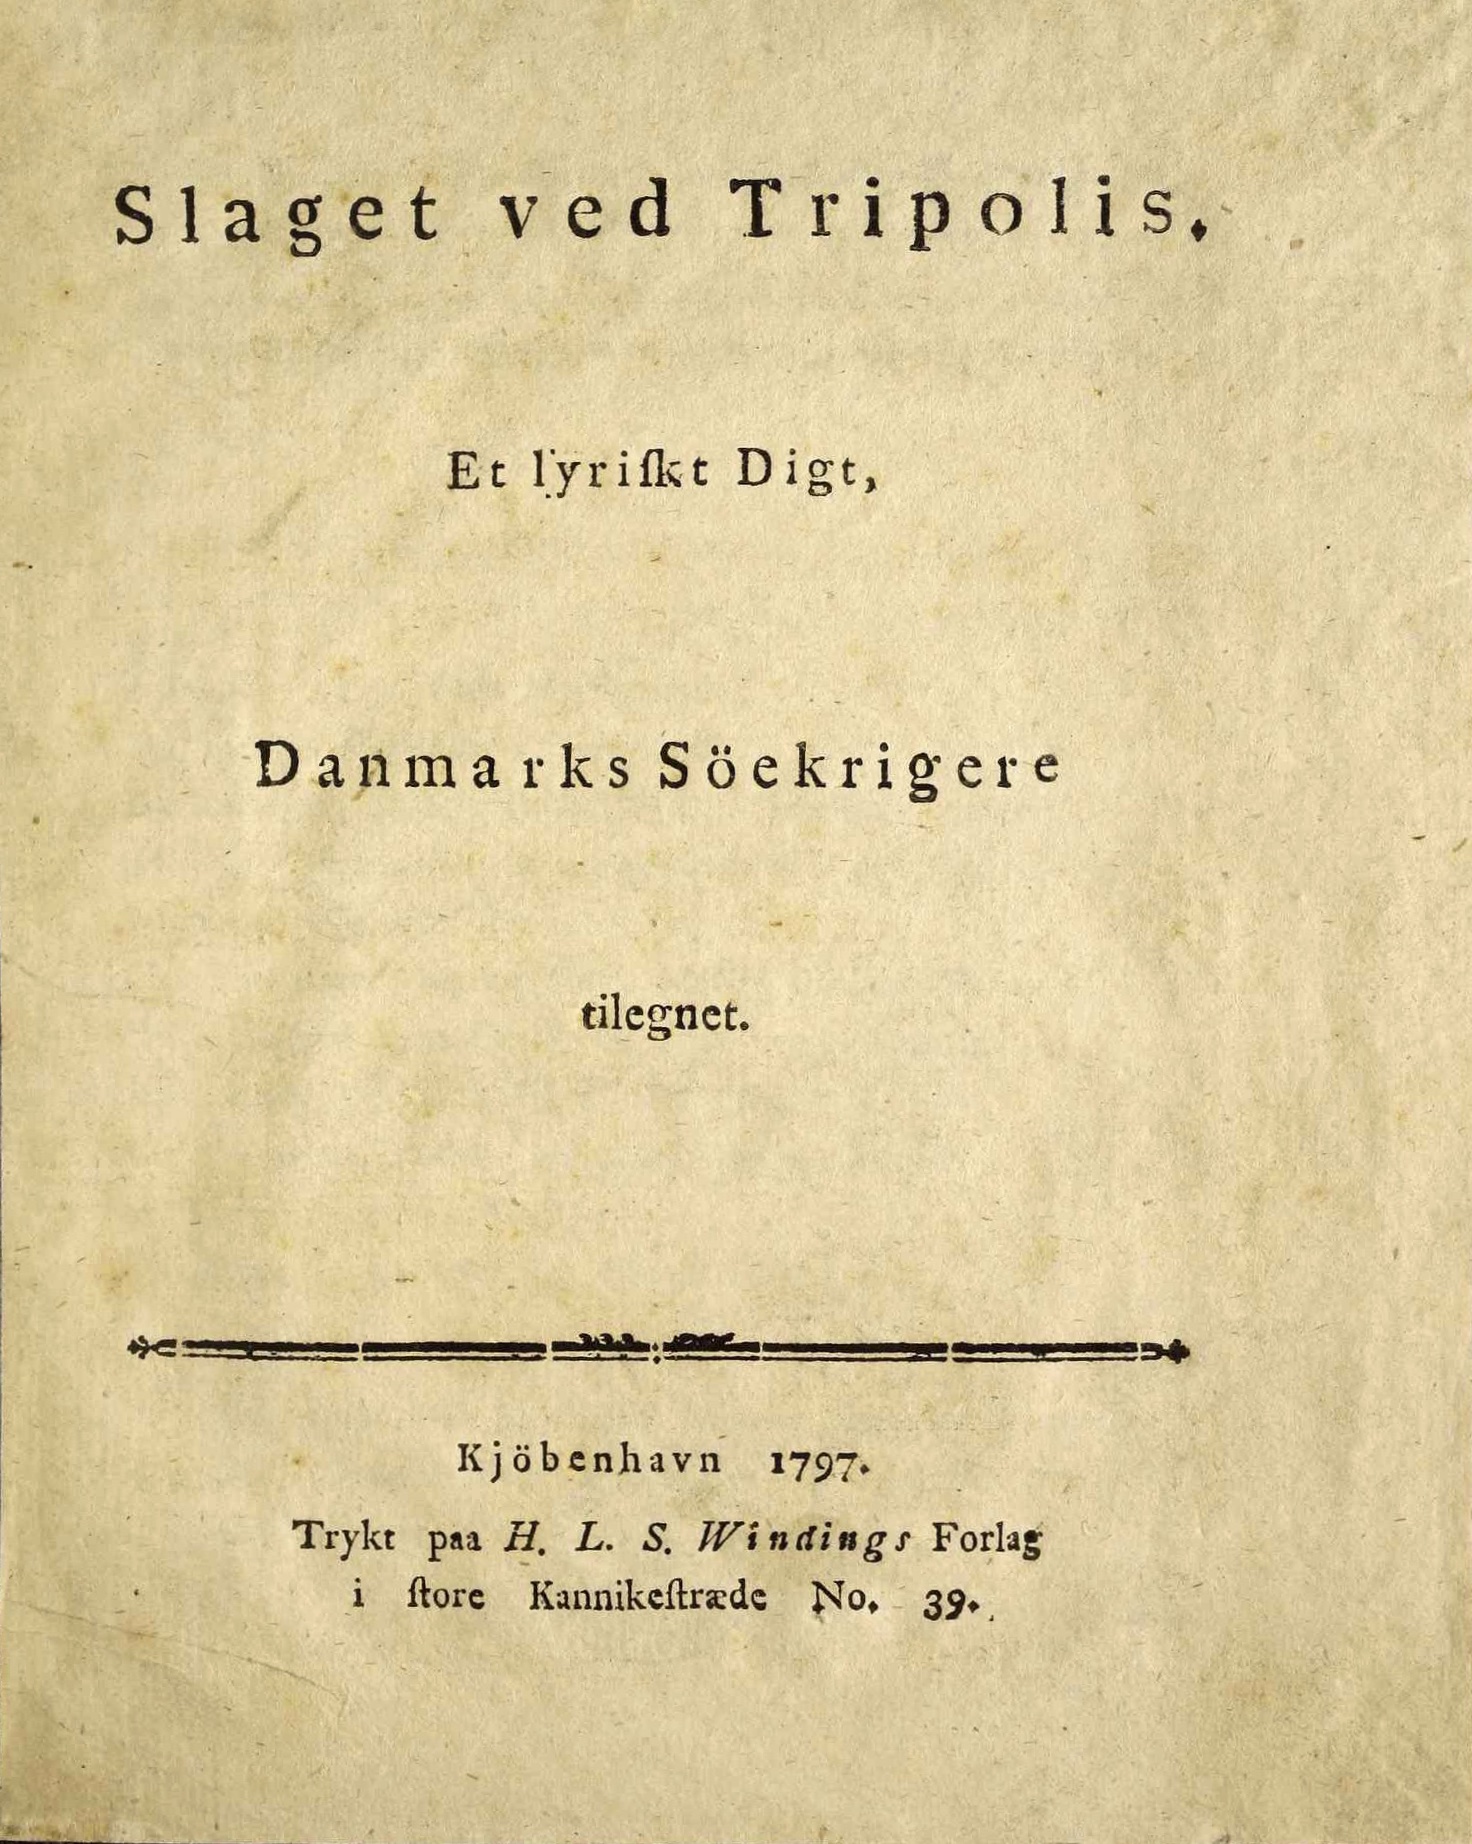 Slaget ved Tripolis.
Et lyriſkt Digt,
Danmarks Söekrigere
tilegnet.
Kjöbenhavn 1797.
Trykt paa H. L. S. Windings Forlag
i ſtore Kannikeſtræde No. 39.